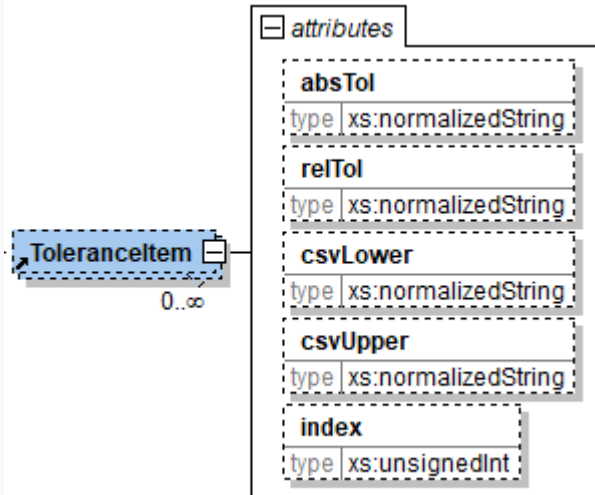 attributes
absTol
type xs:normalizedString
relTol
type xs:normalizedString
ToleranceItem
csvLower
type xs:normalizedString
0..∞
csvUpper
type xs:normalizedString
index
type xs:unsignedInt